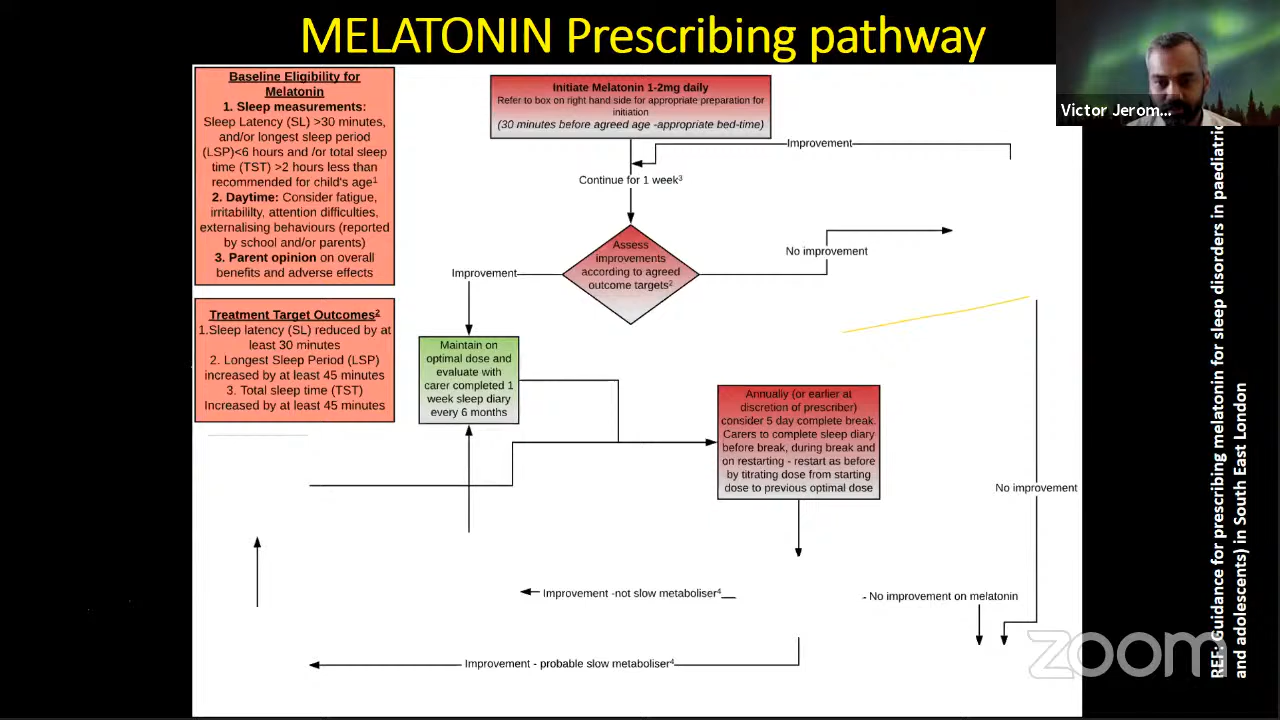 MELATONIN Prescribing pathway
Victor Jerom...
Baseline Eligibility for
Melatonin
1. Sleep measurements:
Sleep Latency (SL) >30 minutes,
and/or longest sleep period
(LSP)<6 hours and /or total sleep
time (TST) >2 hours less than
recommended for child's age¹
2. Daytime: Consider fatigue,
irritabililty, attention difficulties,
externalising behaviours (reported
by school and/or parents)
3. Parent opinion on overall
benefits and adverse effects
Treatment Target Outcomes²
1.Sleep latency (SL) reduced by at
least 30 minutes
2. Longest Sleep Period (LSP)
increased by at least 45 minutes
3. Total sleep time (TST)
Increased by at least 45 minutes
Initiate Melatonin 1-2mg daily
Refer to box on right hand side for appropriate preparation for
initiation
(30 minutes before agreed age -appropriate bed-time)
Improvement
Continue for 1 week³
Assess
improvements
according to agreed
outcome targets²
No improvement
Improvement
Maintain on
optimal dose and
evaluate with
carer completed 1
week sleep diary
every 6 months
Annually (or earlier at
discretion of prescriber)
consider 5 day complete break.
Carers to complete sleep diary
before break, during break and
on restarting - restart as before
by titrating dose from starting
dose to previous optimal dose
No improvement
Improvement -not slow metaboliser⁴
No improvement on melatonin
Improvement - probable slow metaboliser⁴
REF: Guidance for prescribing melatonin for sleep disorders in paediatric
and adolescents) in South East London
zoom